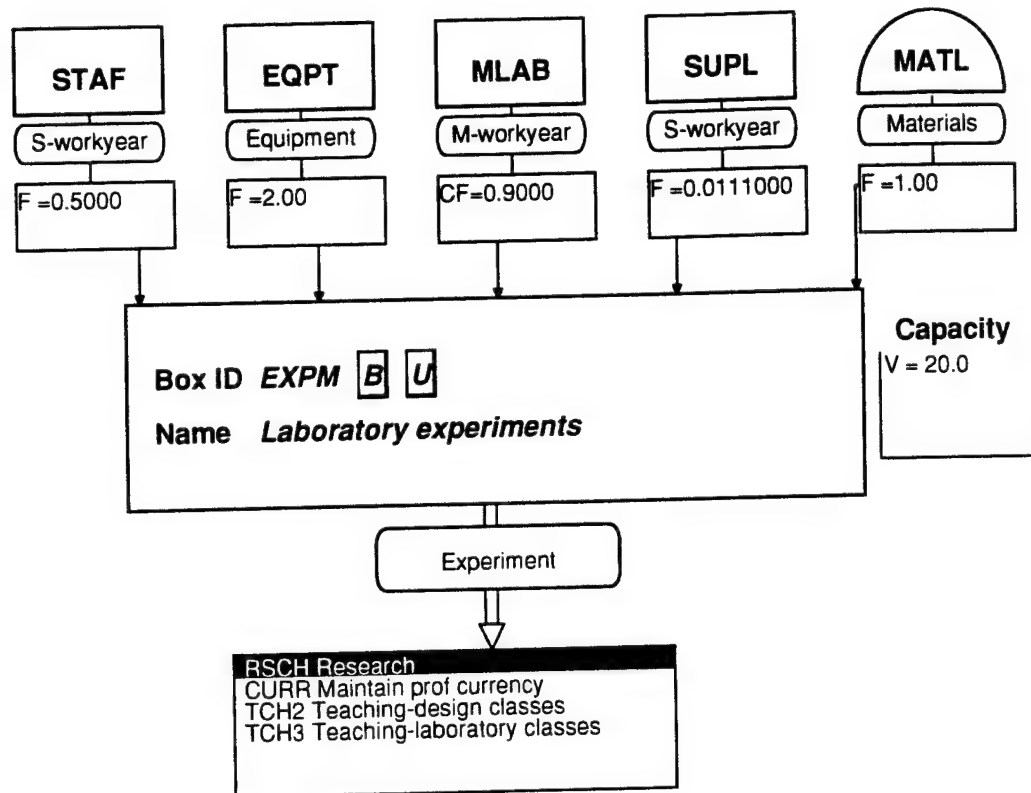 STAF
EQPT
MLAB
SUPL
MATL
S-workyear
Equipment
M-workyear
S-workyear
Materials
F =0.5000
F =2.00
CF=0.9000
F =0.0111000
F =1.00
Capacity
V = 20.0
Box ID EXPM B U
Name Laboratory experiments
Experiment
RSCH Research
CURR Maintain prof currency
TCH2 Teaching-design classes
TCH3 Teaching-laboratory classes